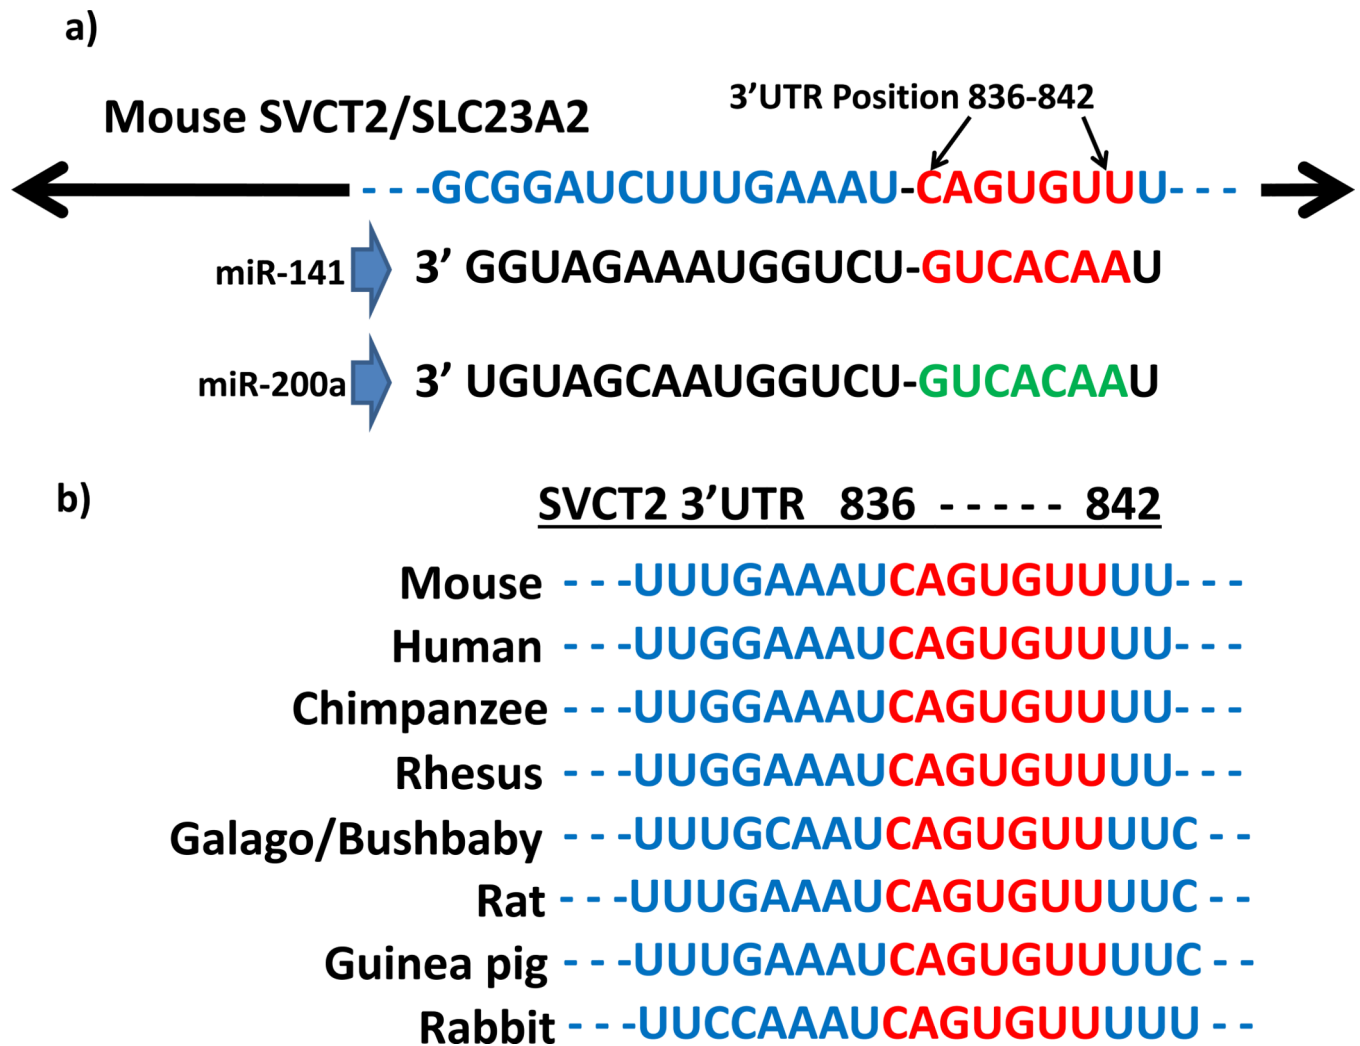 a)
Mouse SVCT2/SLC23A2
3’UTR Position 836-842
- - -GCGGAUCUUUGAAAU-CAGUGUUU- - -
miR-141 3’ GGUAGAAAUGGUCU-GUCACAAU
miR-200a 3’ UGUAGCAAUGGUCU-GUCACAAU
b)
SVCT2 3’UTR 836 - - - - - 842
Mouse - - -UUUGAAAUCAGUGUUUU- - -
Human - - -UUGGAAAUCAGUGUUUU- - -
Chimpanzee - - -UUGGAAAUCAGUGUUUU- - -
Rhesus - - -UUGGAAAUCAGUGUUUU- - -
Galago/Bushbaby - - -UUUGCAAUCAGUGUUUUC - -
Rat - - -UUUGAAAUCAGUGUUUUC - -
Guinea pig - - -UUUGAAAUCAGUGUUUUC - -
Rabbit - - -UUCCAAAUCAGUGUUUUU - -